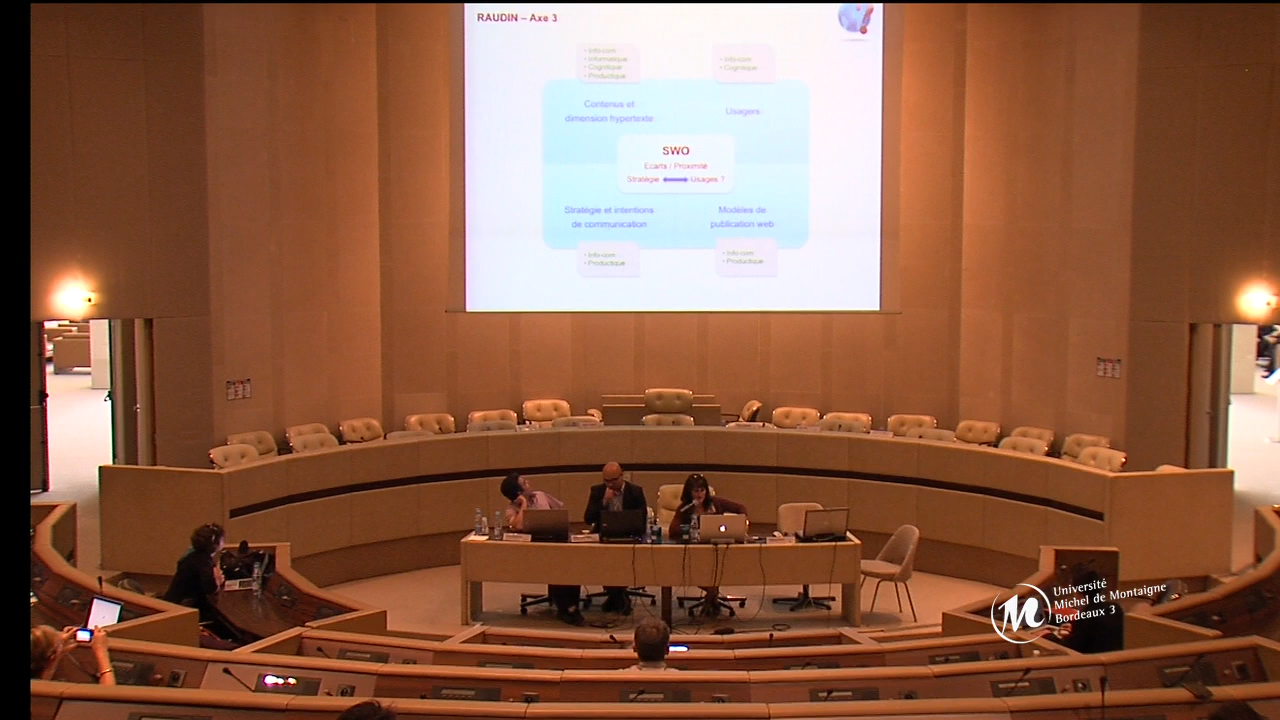 RAUDIN – Axe 3
• Info-com
• Informatique
• Cognitique
• Productique
• Info-com
• Cognitique
Contenus et
dimension hypertexte
Usagers
SWO
Ecarts / Proximité
Stratégie Usages ?
Stratégie et intentions
de communication
Modèles de
publication web
• Info-com
• Productique
• Info-com
• Productique
Université
Michel de Montaigne
Bordeaux 3